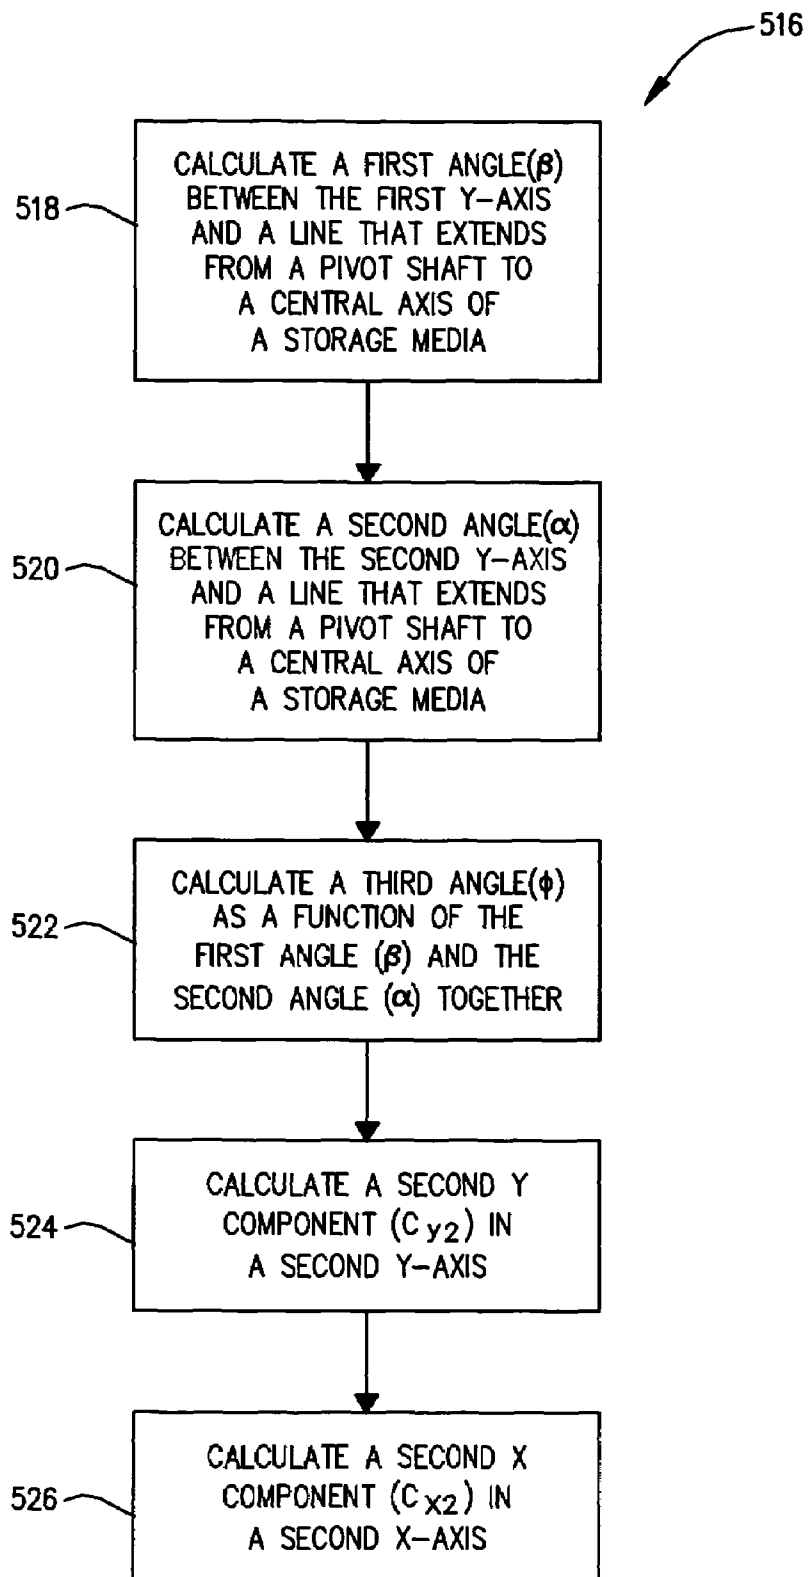 516
518
CALCULATE A FIRST ANGLE(β)
BETWEEN THE FIRST Y-AXIS
AND A LINE THAT EXTENDS
FROM A PIVOT SHAFT TO
A CENTRAL AXIS OF
A STORAGE MEDIA
520
CALCULATE A SECOND ANGLE(α)
BETWEEN THE SECOND Y-AXIS
AND A LINE THAT EXTENDS
FROM A PIVOT SHAFT TO
A CENTRAL AXIS OF
A STORAGE MEDIA
522
CALCULATE A THIRD ANGLE(ϕ)
AS A FUNCTION OF THE
FIRST ANGLE (β) AND THE
SECOND ANGLE (α) TOGETHER
524
CALCULATE A SECOND Y
COMPONENT (C y2) IN
A SECOND Y-AXIS
526
CALCULATE A SECOND X
COMPONENT (C X2) IN
A SECOND X-AXIS